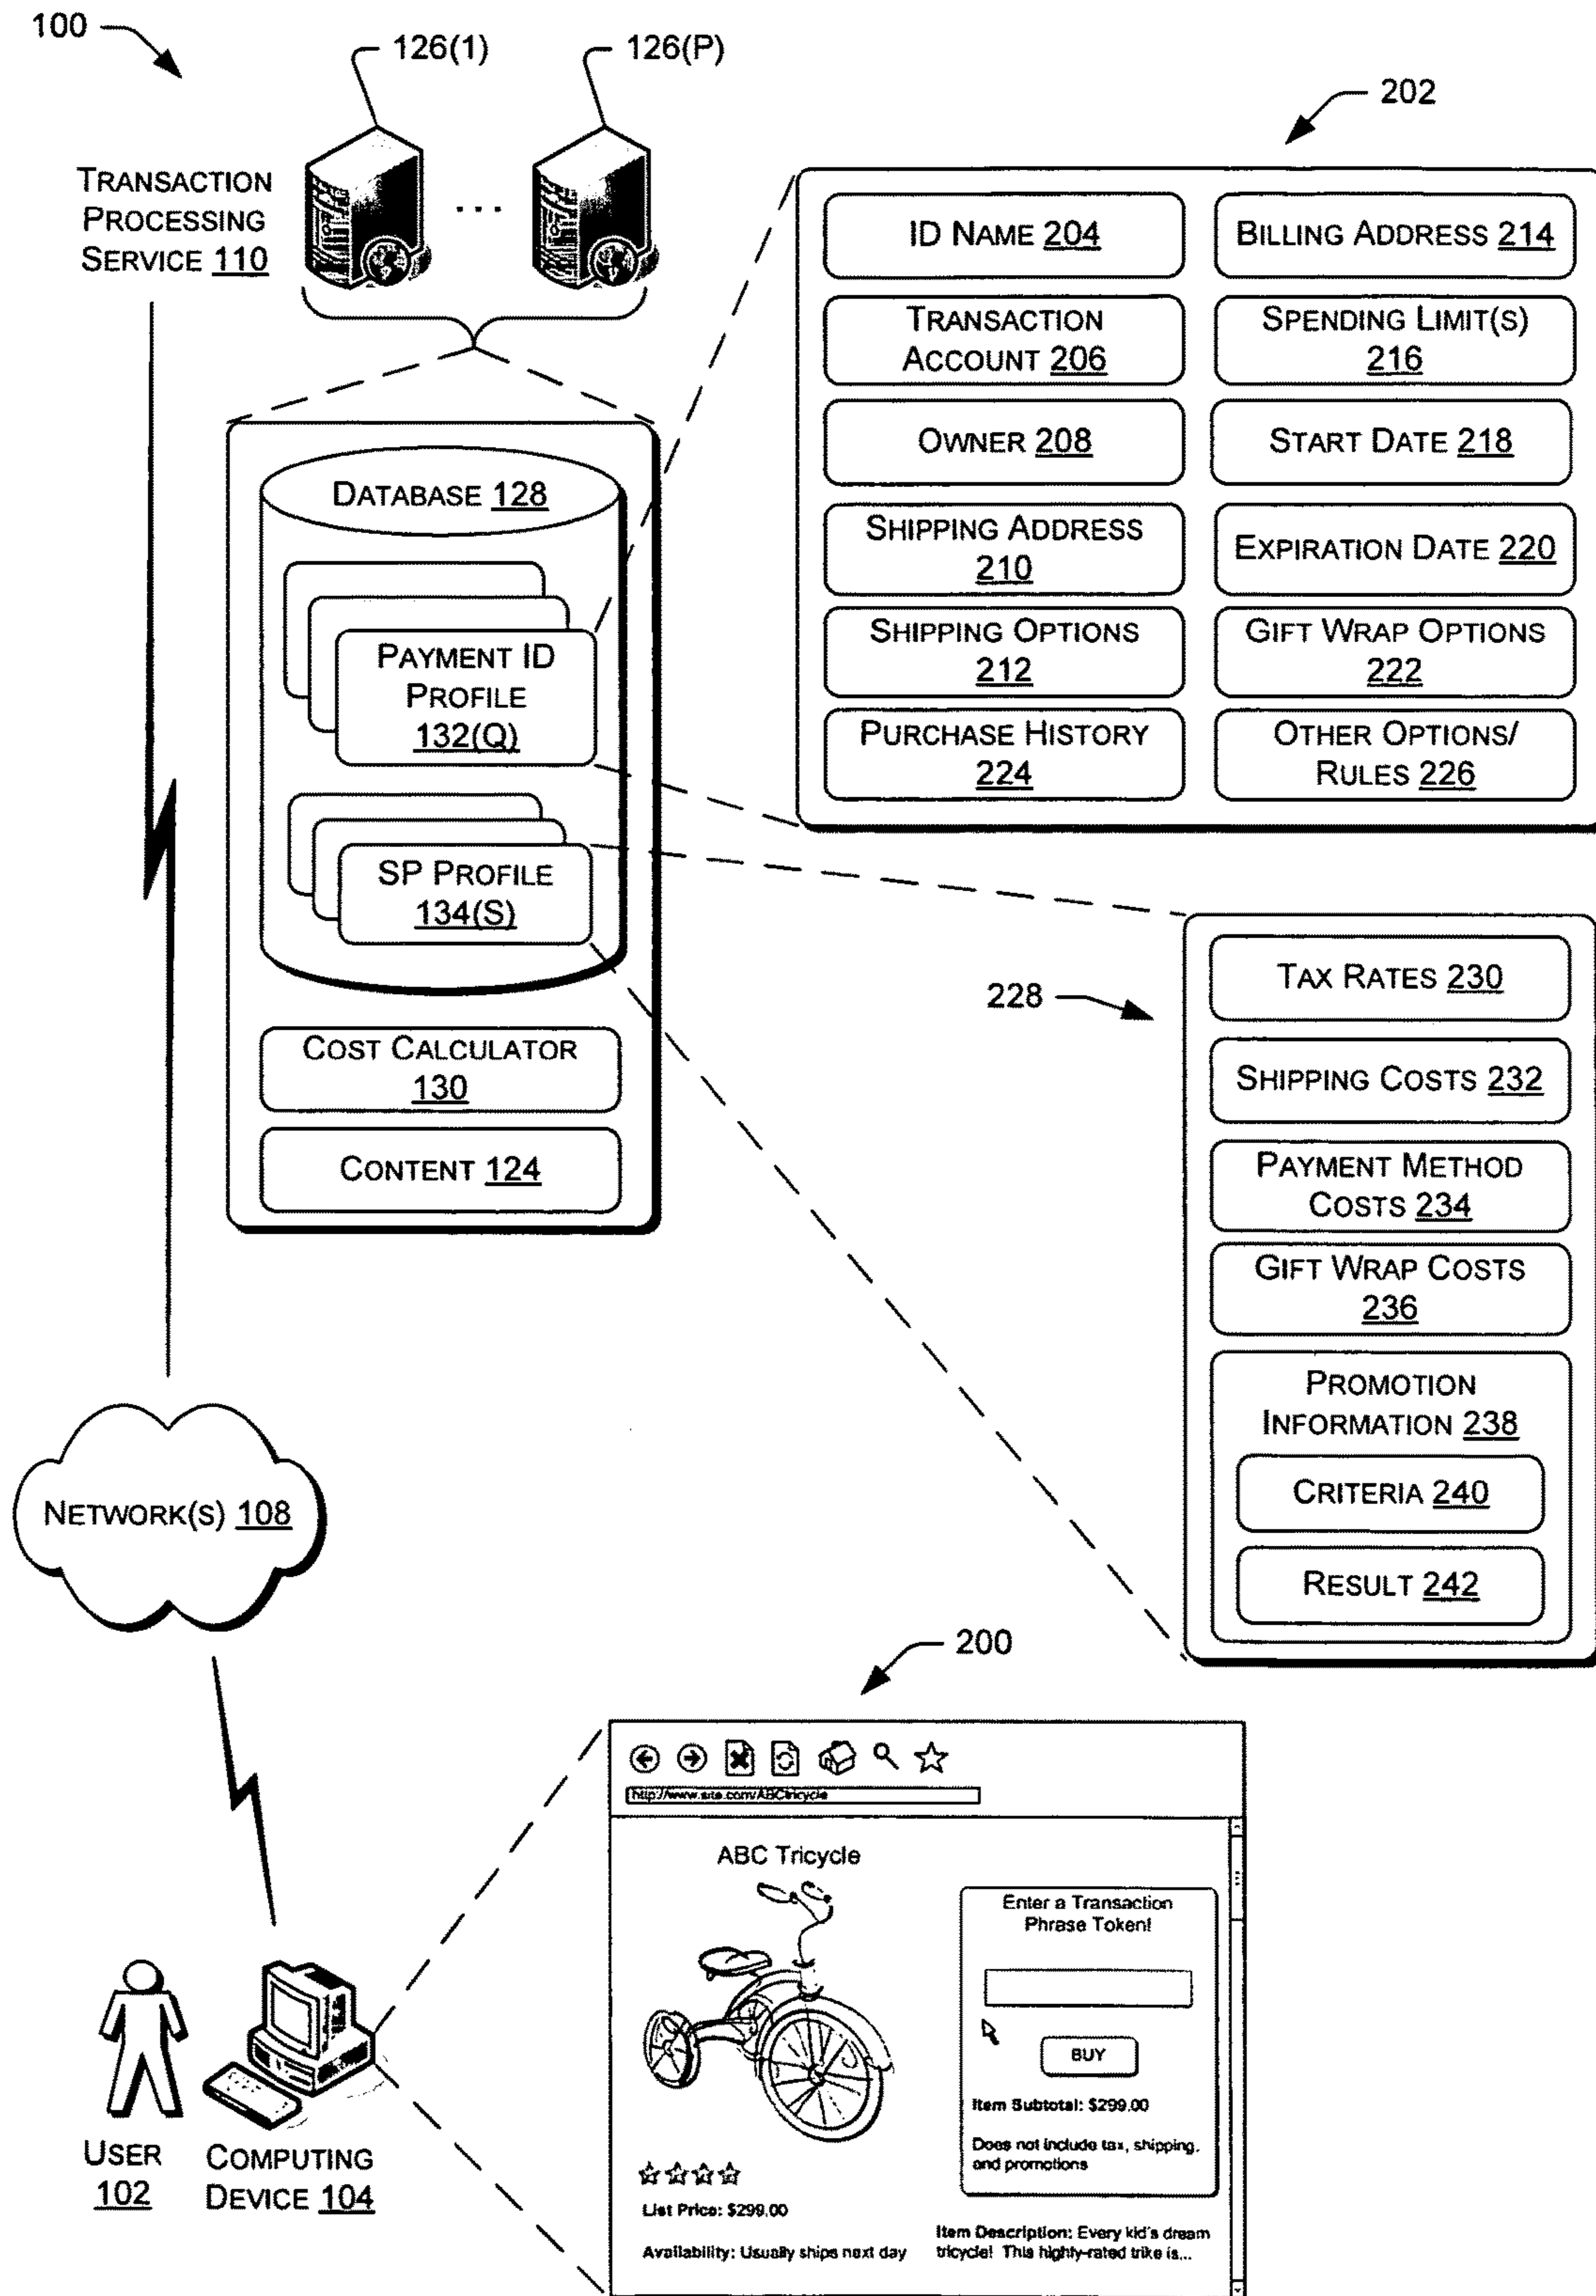 100
126(1)
126(P)
202
TRANSACTION
PROCESSING
SERVICE 110
...
ID NAME 204
BILLING ADDRESS 214
TRANSACTION
ACCOUNT 206
SPENDING LIMIT(S)
216
OWNER 208
START DATE 218
SHIPPING ADDRESS
210
EXPIRATION DATE 220
SHIPPING OPTIONS
212
GIFT WRAP OPTIONS
222
PURCHASE HISTORY
224
OTHER OPTIONS/
RULES 226
DATABASE 128
PAYMENT ID
PROFILE
132(Q)
SP PROFILE
134(S)
COST CALCULATOR
130
CONTENT 124
228
TAX RATES 230
SHIPPING COSTS 232
PAYMENT METHOD
COSTS 234
GIFT WRAP COSTS
236
PROMOTION
INFORMATION 238
CRITERIA 240
RESULT 242
NETWORK(S) 108
200
http://www.site.com/ABCtricycle
ABC Tricycle
Enter a Transaction
Phrase Token!
BUY
Item Subtotal: $299.00
Does not include tax, shipping,
and promotions
List Price: $299.00
Availability: Usually ships next day
Item Description: Every kid's dream
tricycle! This highly-rated trike is...
USER
102
COMPUTING
DEVICE 104